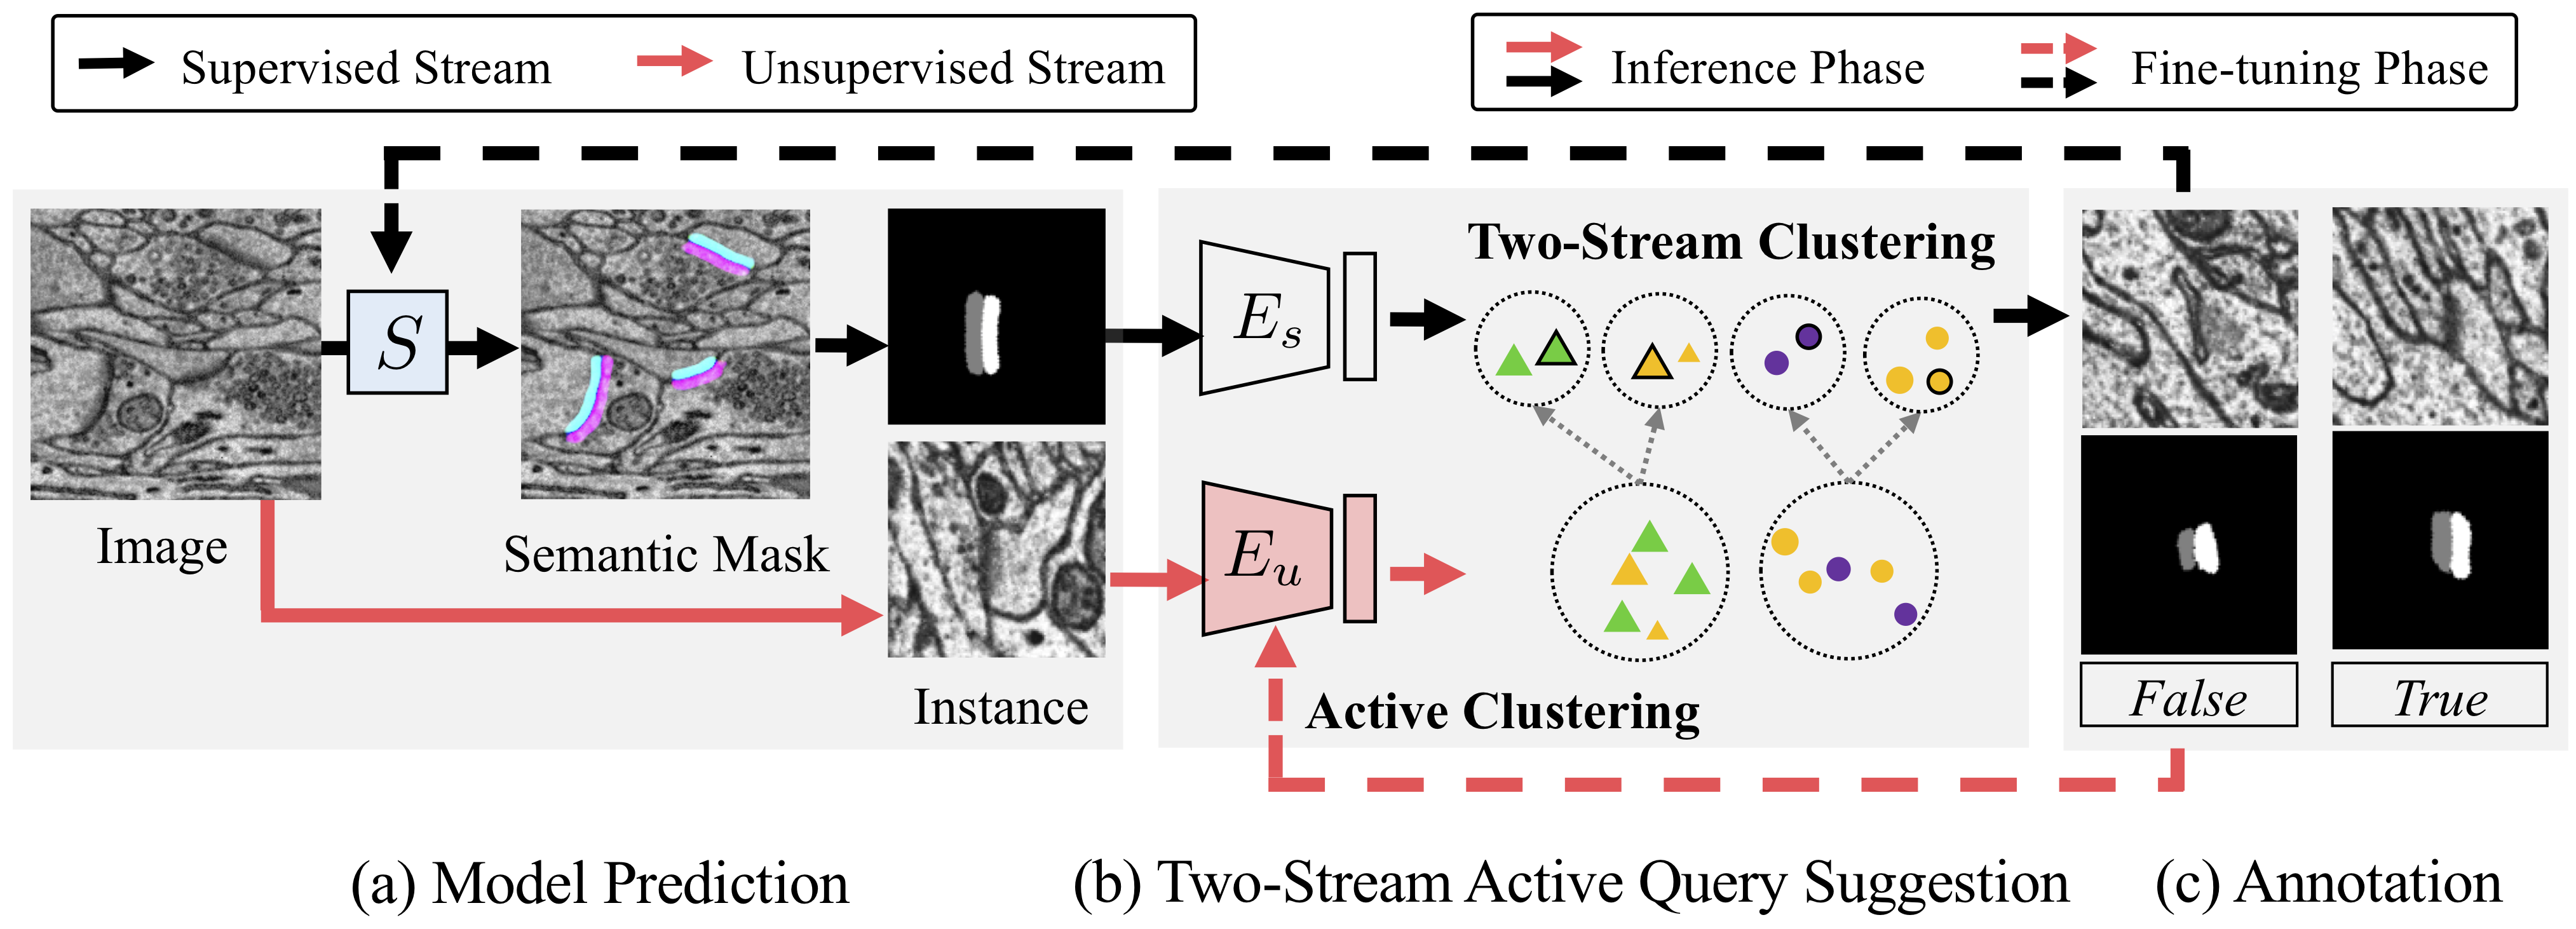 Supervised Stream
Unsupervised Stream
Inference Phase
Fine-tuning Phase
S
Image
Semantic Mask
Instance
E_s
E_u
Two-Stream Clustering
Active Clustering
False
True
(a) Model Prediction
(b) Two-Stream Active Query Suggestion
(c) Annotation